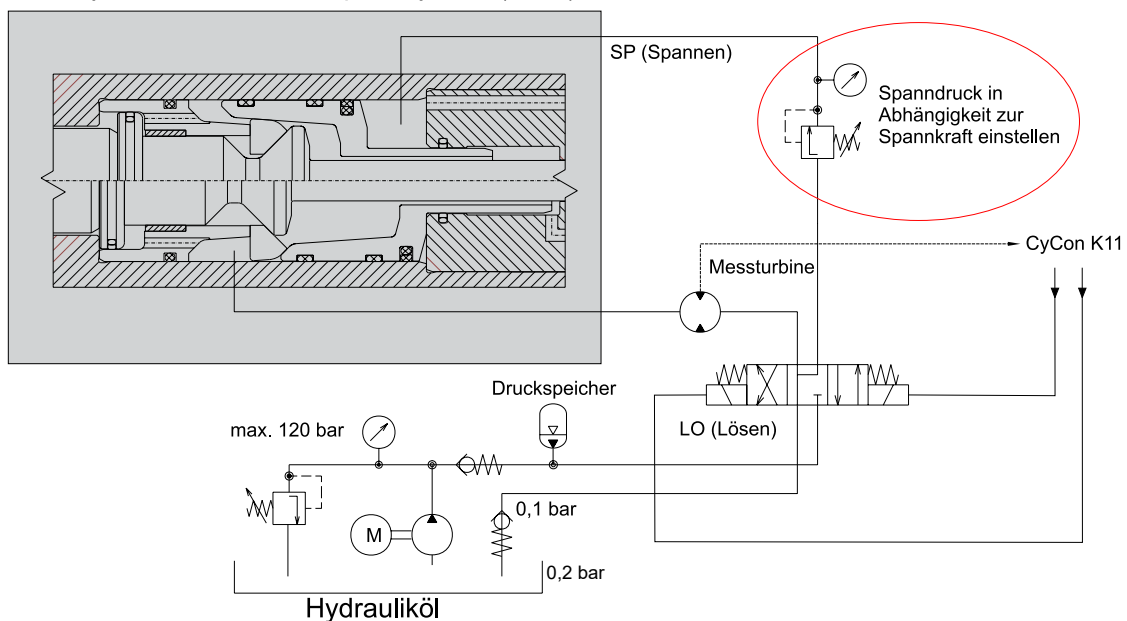 SP (Spannen)
Spanndruck in
Abhängigkeit zur
Spannkraft einstellen
CyCon K11
Messturbine
Druckspeicher
LO (Lösen)
max. 120 bar
0,1 bar
M
0,2 bar
Hydrauliköl